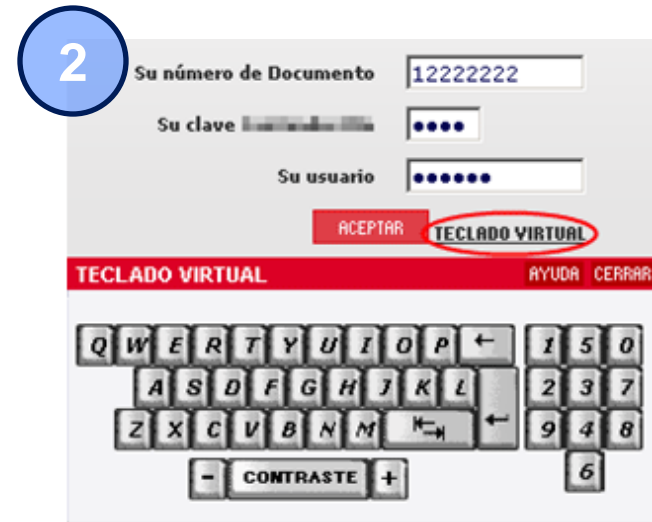 2
Su número de Documento 12222222
Su clave ••••
Su usuario ••••••
ACEPTAR TECLADO VIRTUAL
TECLADO VIRTUAL AYUDA CERRAR
Q W E R T Y U I O P ← 1 5 0
A S D F G H J K L 2 3 7
Z X C V B N M 9 4 8
- CONTRASTE + 6